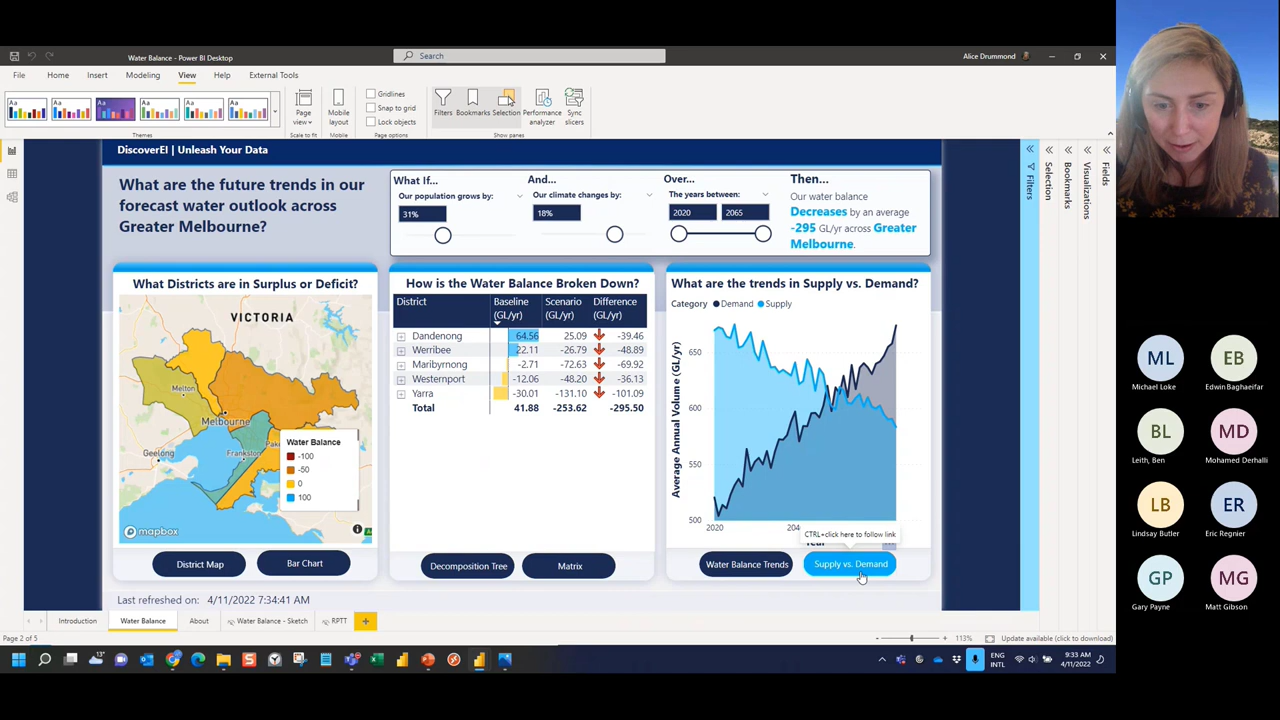 Water Balance - Power BI Desktop
Search
Alice Drummond
File
Home
Insert
Modeling
View
Help
External Tools
Aa
Aa
Aa
Aa
Aa
Aa
Themes
Page
view
Scale to fit
Mobile
layout
Mobile
Gridlines
Snap to grid
Lock objects
Page options
Filters
Bookmarks
Selection
Performance
analyzer
Sync
slicers
Show panes
DiscoverEI | Unleash Your Data
What are the future trends in our
forecast water outlook across
Greater Melbourne?
What If...
Our population grows by:
31%
And...
Our climate changes by:
18%
Over...
The years between:
2020
2065
Then...
Our water balance
Decreases by an average
-295 GL/yr across Greater
Melbourne.
What Districts are in Surplus or Deficit?
VICTORIA
Melton
Melbourne
Geelong
Frankston
Pak
Water Balance
-100
-50
0
100
mapbox
District Map
Bar Chart
How is the Water Balance Broken Down?
District Baseline (GL/yr) Scenario (GL/yr) Difference (GL/yr)
Dandenong 64.56 25.09 -39.46
Werribee 22.11 -26.79 -48.89
Maribyrnong -2.71 -72.63 -69.92
Westernport -12.06 -48.20 -36.13
Yarra -30.01 -131.10 -101.09
Total 41.88 -253.62 -295.50
Decomposition Tree
Matrix
What are the trends in Supply vs. Demand?
Category Demand Supply
Average Annual Volume (GL/yr)
650
600
550
500
2020
204
Year
CTRL+click here to follow link
Water Balance Trends
Supply vs. Demand
Filters
Selection
Bookmarks
Visualizations
Fields
Last refreshed on: 4/11/2022 7:34:41 AM
Introduction
Water Balance
About
Water Balance - Sketch
RPTT
Page 2 of 5
113%
Update available (click to download)
13°
ENG
INTL
9:33 AM
4/11/2022
ML
Michael Loke
EB
Edwin Baghaeifar
BL
Leith, Ben
MD
Mohamed Derhalli
LB
Lindsay Butler
ER
Eric Regnier
GP
Gary Payne
MG
Matt Gibson